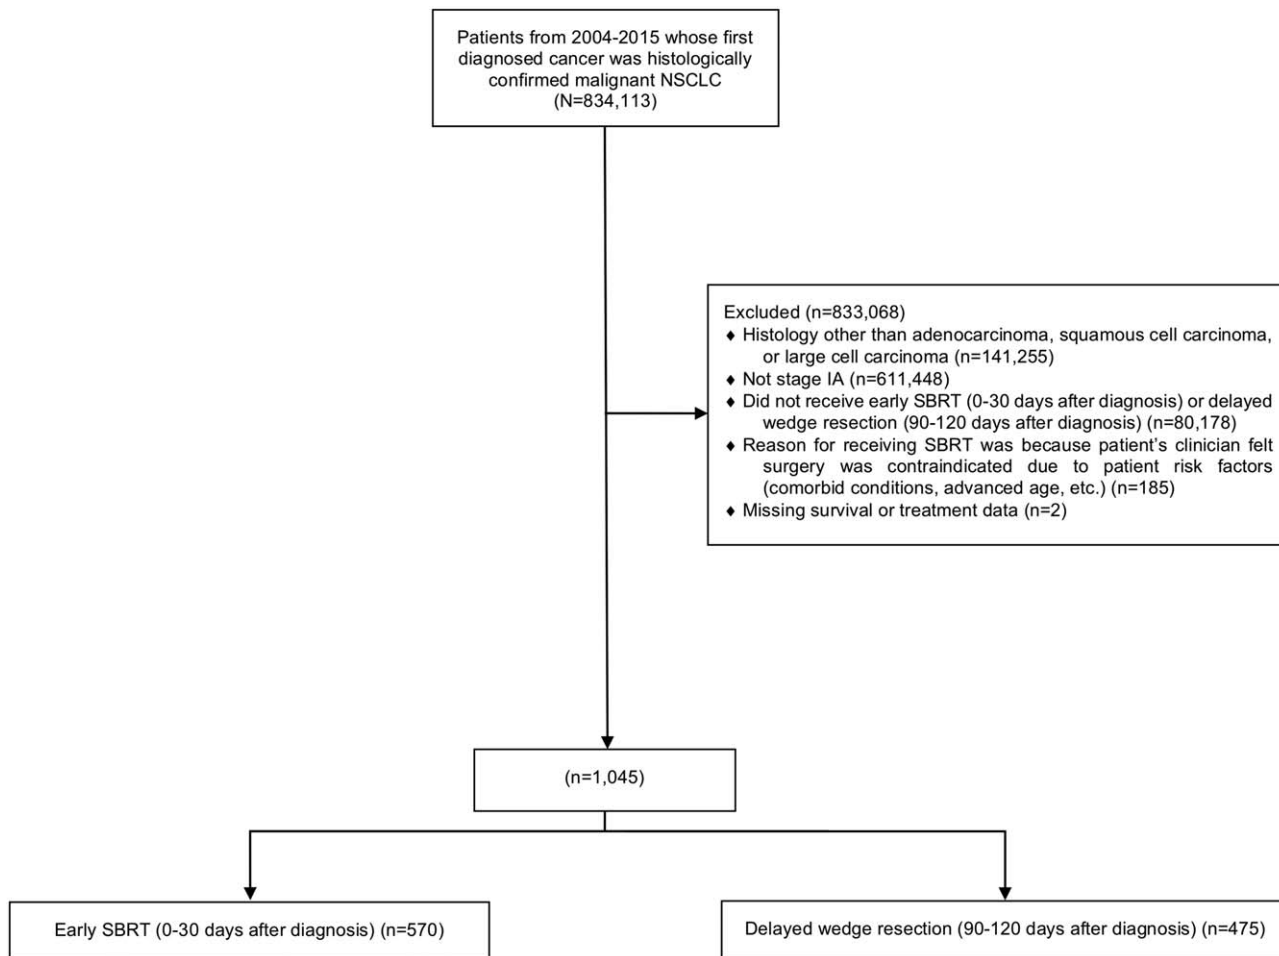 Patients from 2004-2015 whose first
diagnosed cancer was histologically
confirmed malignant NSCLC
(N=834,113)
Excluded (n=833,068)
♦ Histology other than adenocarcinoma, squamous cell carcinoma,
or large cell carcinoma (n=141,255)
♦ Not stage IA (n=611,448)
♦ Did not receive early SBRT (0-30 days after diagnosis) or delayed
wedge resection (90-120 days after diagnosis) (n=80,178)
♦ Reason for receiving SBRT was because patient's clinician felt
surgery was contraindicated due to patient risk factors
(comorbid conditions, advanced age, etc.) (n=185)
♦ Missing survival or treatment data (n=2)
(n=1,045)
Early SBRT (0-30 days after diagnosis) (n=570)
Delayed wedge resection (90-120 days after diagnosis) (n=475)